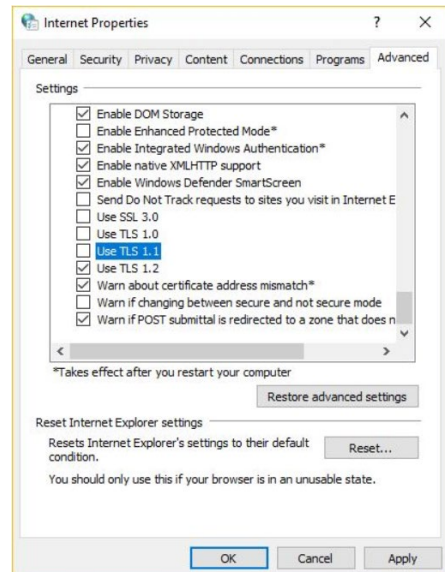 Internet Properties
?
General Security Privacy Content Connections Programs Advanced
Settings
Enable DOM Storage
Enable Enhanced Protected Mode*
Enable Integrated Windows Authentication*
Enable native XMLHTTP support
Enable Windows Defender SmartScreen
Send Do Not Track requests to sites you visit in Internet E
Use SSL 3.0
Use TLS 1.0
Use TLS 1.1
Use TLS 1.2
Warn about certificate address mismatch*
Warn if changing between secure and not secure mode
Warn if POST submittal is redirected to a zone that does n
*Takes effect after you restart your computer
Restore advanced settings
Reset Internet Explorer settings
Resets Internet Explorer's settings to their default
condition.
Reset...
You should only use this if your browser is in an unusable state.
OK Cancel Apply